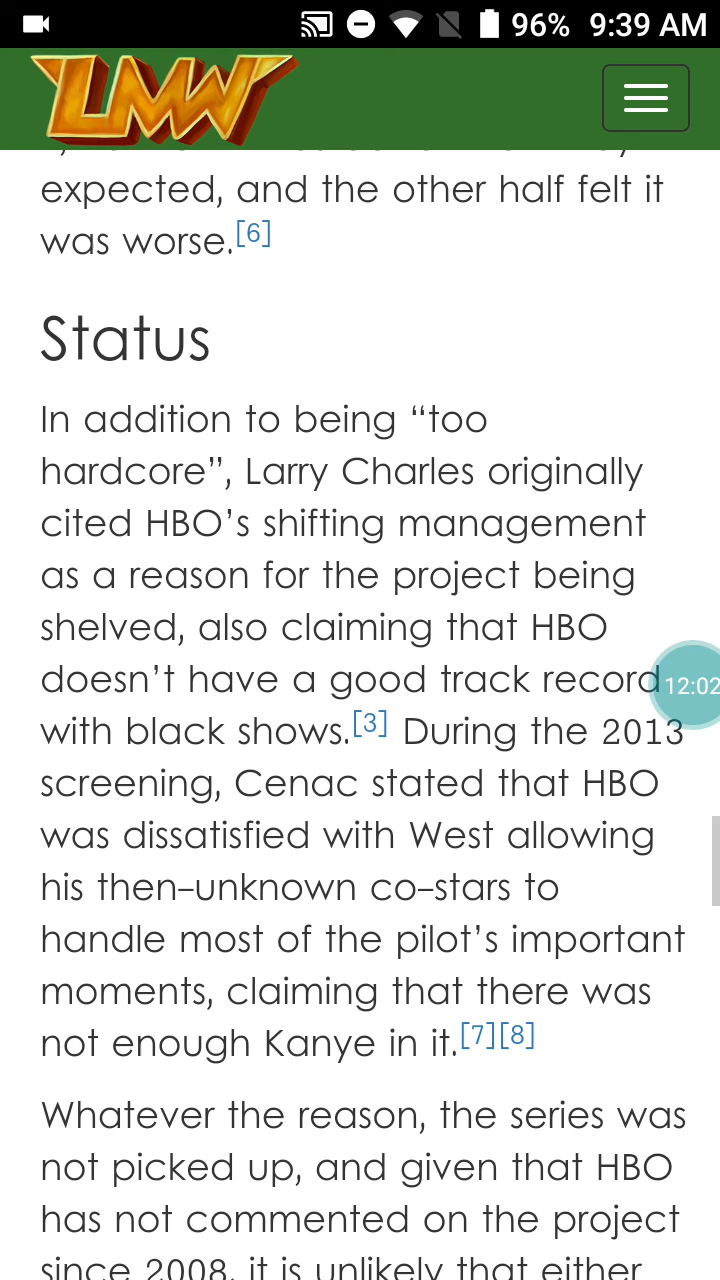 96% 9:39 AM
LMW
expected, and the other half felt it
was worse.[6]
Status
In addition to being “too
hardcore”, Larry Charles originally
cited HBO’s shifting management
as a reason for the project being
shelved, also claiming that HBO
doesn’t have a good track record
12:02
with black shows.[3] During the 2013
screening, Cenac stated that HBO
was dissatisfied with West allowing
his then–unknown co–stars to
handle most of the pilot’s important
moments, claiming that there was
not enough Kanye in it.[7][8]
Whatever the reason, the series was
not picked up, and given that HBO
has not commented on the project
since 2008, it is unlikely that either